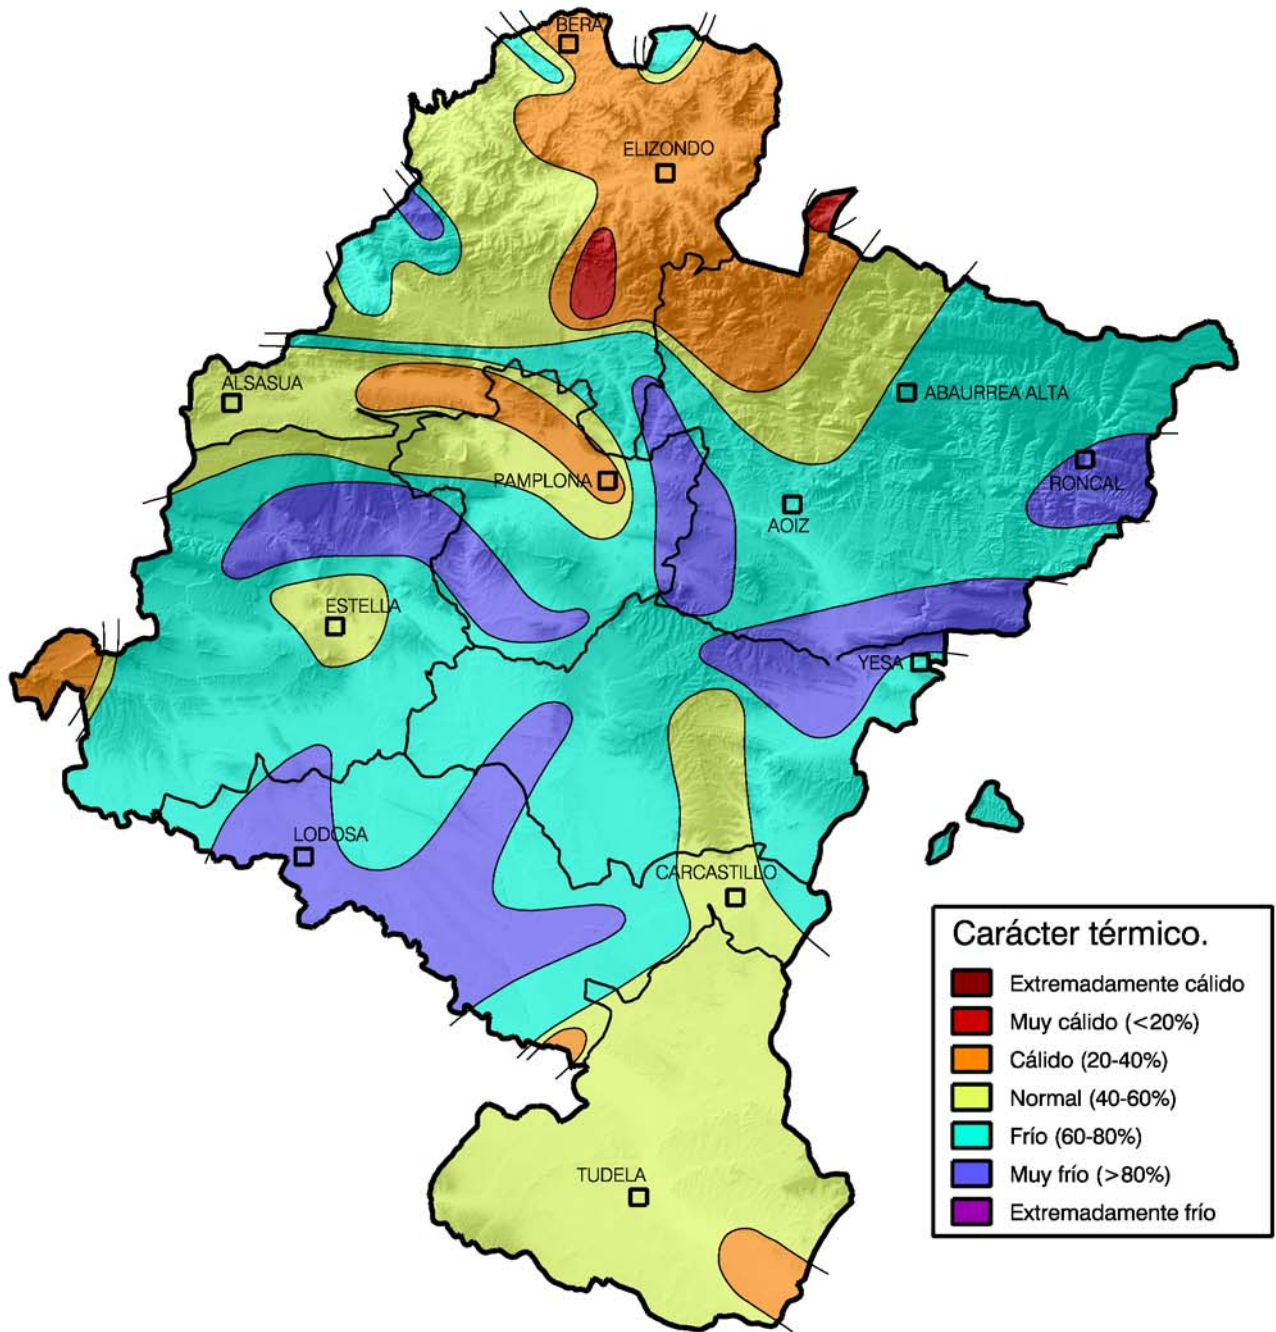 BERA
ELIZONDO
ALSASUA
ABAURREA ALTA
PAMPLONA
RONCAL
AOIZ
ESTELLA
YESA
LODOSA
CARCASTILLO
TUDELA
Carácter térmico.
Extremadamente cálido
Muy cálido (<20%)
Cálido (20-40%)
Normal (40-60%)
Frío (60-80%)
Muy frío (>80%)
Extremadamente frío